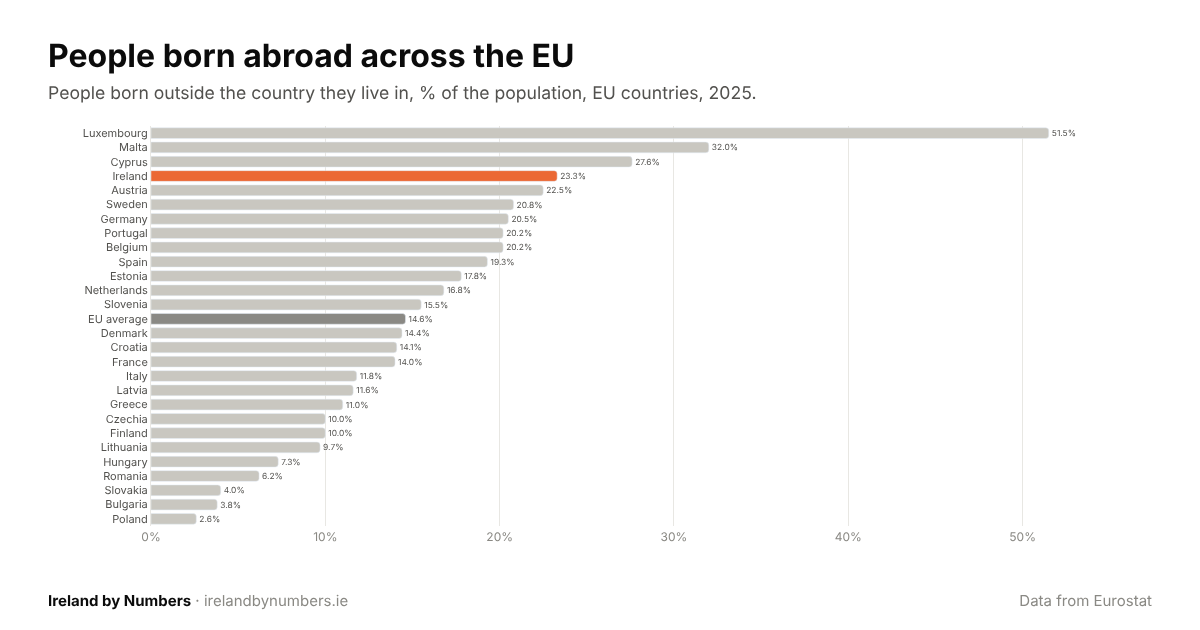 People born abroad across the EU
People born outside the country they live in, % of the population, EU countries, 2025.
Luxembourg 51.5%
Malta 32.0%
Cyprus 27.6%
Ireland 23.3%
Austria 22.5%
Sweden 20.8%
Germany 20.5%
Portugal 20.2%
Belgium 20.2%
Spain 19.3%
Estonia 17.8%
Netherlands 16.8%
Slovenia 15.5%
EU average 14.6%
Denmark 14.4%
Croatia 14.1%
France 14.0%
Italy 11.8%
Latvia 11.6%
Greece 11.0%
Czechia 10.0%
Finland 10.0%
Lithuania 9.7%
Hungary 7.3%
Romania 6.2%
Slovakia 4.0%
Bulgaria 3.8%
Poland 2.6%
0% 10% 20% 30% 40% 50%
Ireland by Numbers · irelandbynumbers.ie Data from Eurostat